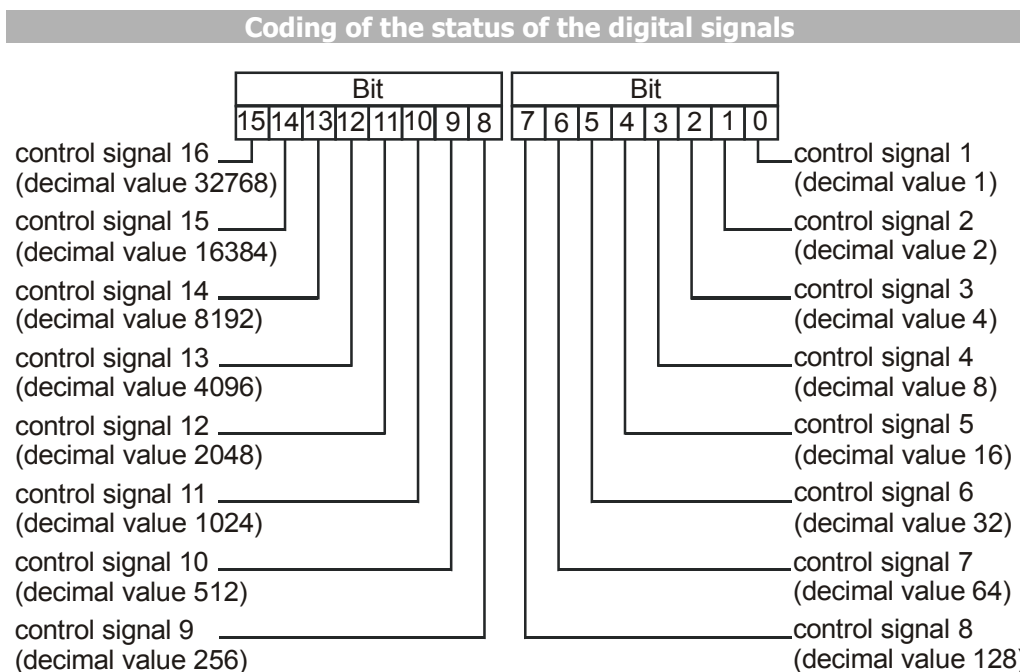 Coding of the status of the digital signals
Bit Bit
15 14 13 12 11 10 9 8 7 6 5 4 3 2 1 0
control signal 16
(decimal value 32768)
control signal 15
(decimal value 16384)
control signal 14
(decimal value 8192)
control signal 13
(decimal value 4096)
control signal 12
(decimal value 2048)
control signal 11
(decimal value 1024)
control signal 10
(decimal value 512)
control signal 9
(decimal value 256)
control signal 1
(decimal value 1)
control signal 2
(decimal value 2)
control signal 3
(decimal value 4)
control signal 4
(decimal value 8)
control signal 5
(decimal value 16)
control signal 6
(decimal value 32)
control signal 7
(decimal value 64)
control signal 8
(decimal value 128)